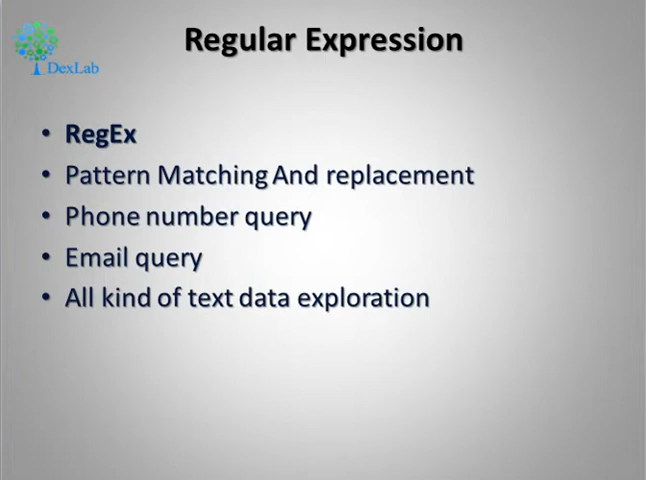 Regular Expression
DexLab
• RegEx
• Pattern Matching And replacement
• Phone number query
• Email query
• All kind of text data exploration